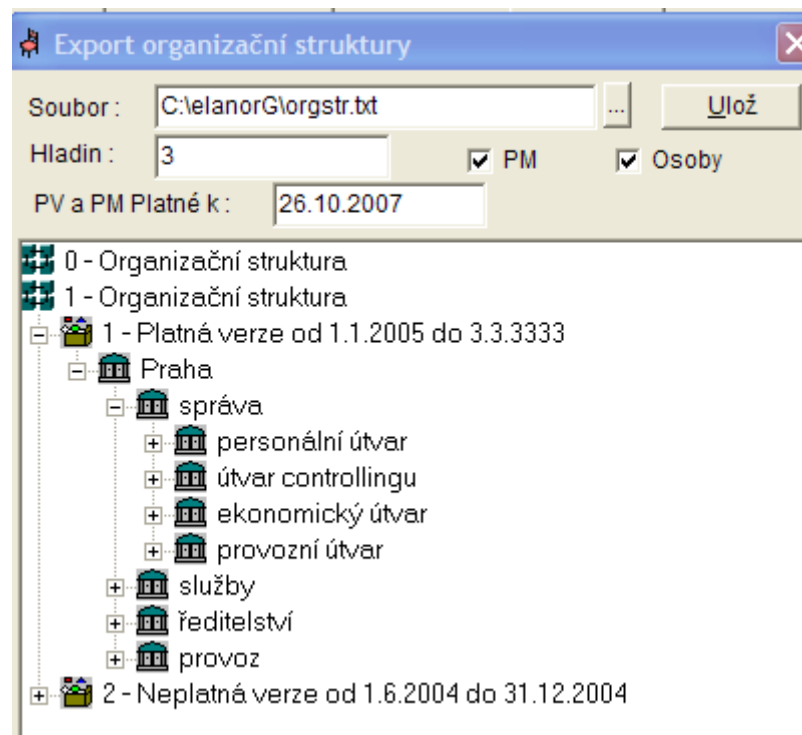 Export organizační struktury
Soubor : C:\elanorG\orgstr.txt ... Ulož
Hladin : 3 PM Osoby
PV a PM Platné k : 26.10.2007
0 - Organizační struktura
1 - Organizační struktura
1 - Platná verze od 1.1.2005 do 3.3.3333
Praha
správa
personální útvar
útvar controllingu
ekonomický útvar
provozní útvar
služby
ředitelství
provoz
2 - Neplatná verze od 1.6.2004 do 31.12.2004